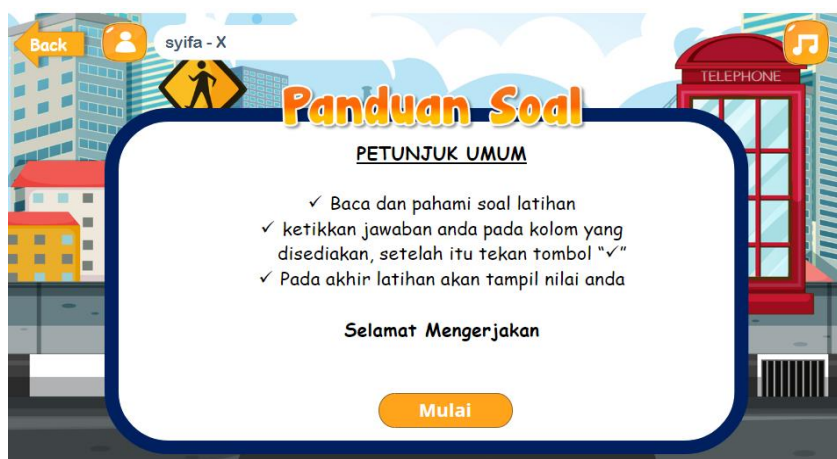 Back
syifa - X
TELEPHONE
Panduan Soal
PETUNJUK UMUM
✓ Baca dan pahami soal latihan
✓ ketikkan jawaban anda pada kolom yang
disediakan, setelah itu tekan tombol “✓”
✓ Pada akhir latihan akan tampil nilai anda
Selamat Mengerjakan
Mulai